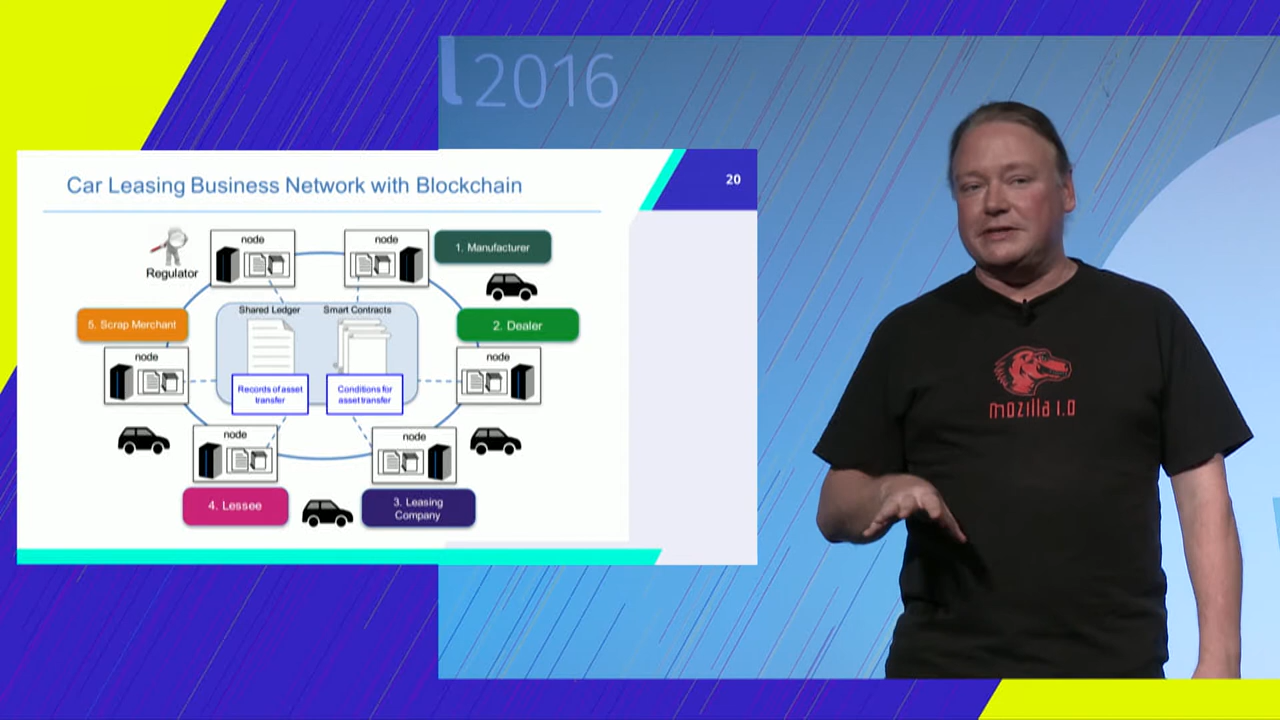 2016
20
Car Leasing Business Network with Blockchain
node
node
1. Manufacturer
Regulator
Shared Ledger
Smart Contracts
5. Scrap Merchant
2. Dealer
node
node
Records of asset
transfer
Conditions for
asset transfer
node
node
4. Lessee
3. Leasing
Company
mozilla 1.0